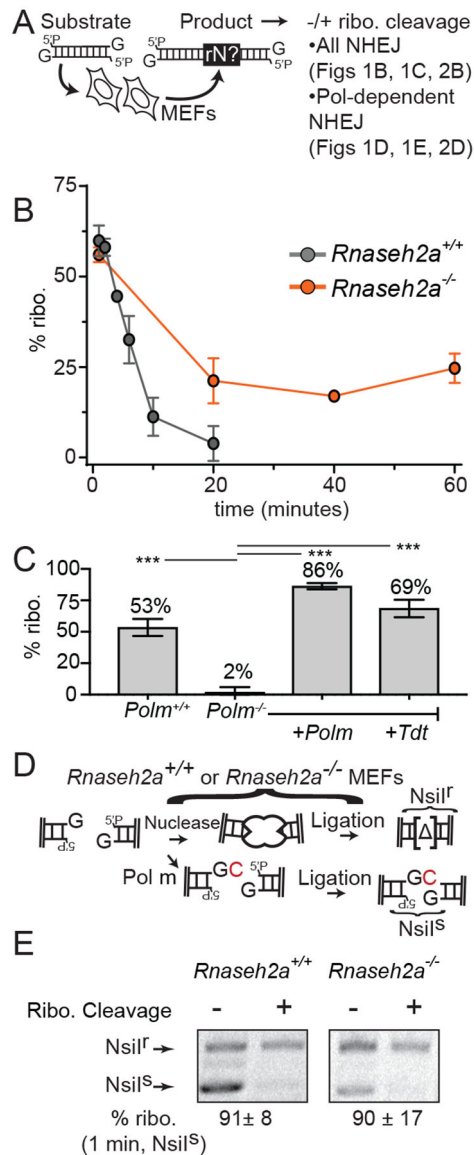 A
Substrate Product -/+ ribo. cleavage
5'P G 5'P G
G 5'P G 5'P
rN?
MEFs
•All NHEJ
(Figs 1B, 1C, 2B)
•Pol-dependent
NHEJ
(Figs 1D, 1E, 2D)
B
75
50
25
0
% ribo.
Rnaseh2a+/+
Rnaseh2a-/-
0 20 40 60
time (minutes)
C
100
75
50
0
% ribo.
*** *** ***
53% 2% 86% 69%
Polm+/+ Polm-/- +Polm +Tdt
D
Rnaseh2a+/+ or Rnaseh2a-/- MEFs
G 5'P Nuclease Ligation NsiIr
5'P G Δ
Pol m GC 5'P Ligation GC
5'P G 5'P G
NsiIs
E
Rnaseh2a+/+ Rnaseh2a-/-
Ribo. Cleavage - + - +
NsiIr
NsiIs
% ribo. 91± 8 90 ± 17
(1 min, NsiIs)